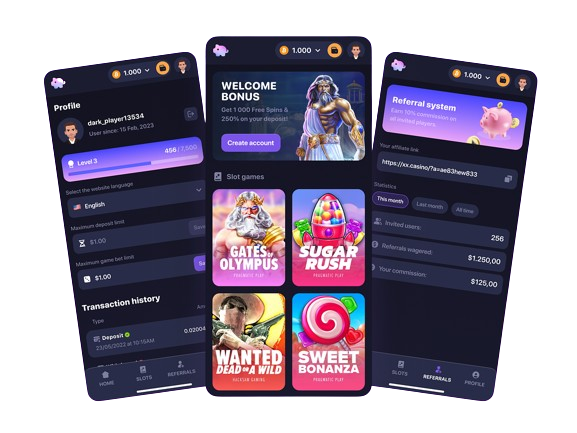 1.000
Profile
dark_player13534
User since: 15 Feb, 2023
Level 3
456/7,500
Select the website language
English
Maximum deposit limit
$1.00
Maximum game bet limit
$1.00
Transaction history
Type
Deposit
23/05/2022 at 10:15AM
0.02004
HOME
SLOTS
REFERRALS
1.000
WELCOME
BONUS
Get 1 000 Free Spins &
250% on your deposit!
Create account
Slot games
GATES OF
OLYMPUS
PRAGMATIC PLAY
SUGAR
RUSH
PRAGMATIC PLAY
WANTED
DEAD OR A WILD
HACKSAW GAMING
SWEET
BONANZA
PRAGMATIC PLAY
1.000
Referral system
Earn 10% commission on
all invited players.
Your affiliate link
https://xx.casino/?a=ae83hew833
Statistics
This month
Last month
All time
Invited users:
256
Referrals wagered:
$1.250,00
Your commission:
$125,00
SLOTS
REFERRALS
PROFILE